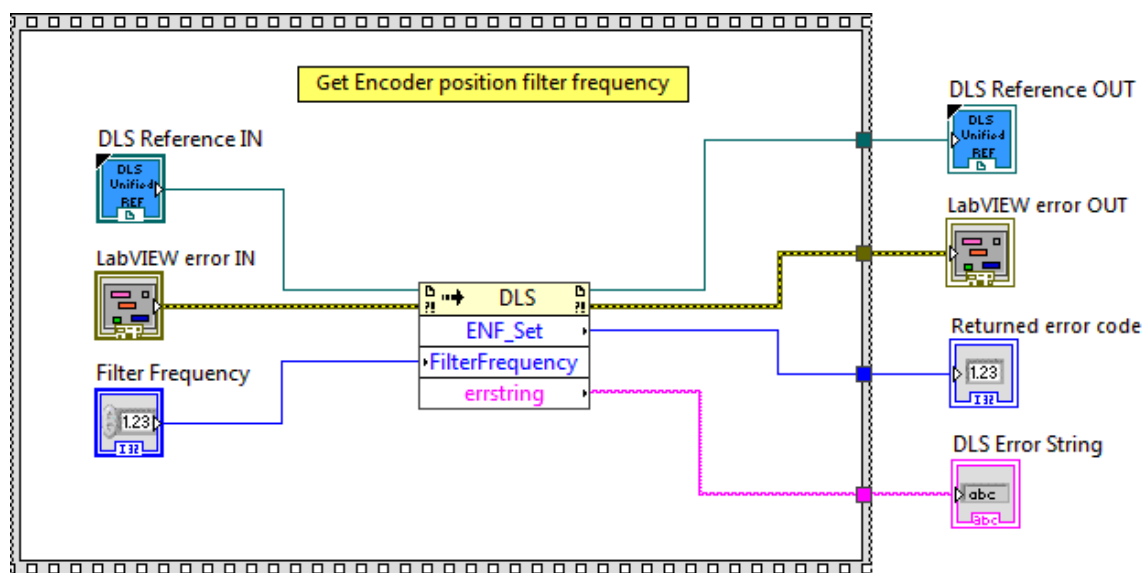 Get Encoder position filter frequency
DLS Reference IN
DLS
Unified
REF
LabVIEW error IN
Filter Frequency
1.23
I32
DLS
ENF_Set
FilterFrequency
errstring
DLS Reference OUT
DLS
Unified
REF
LabVIEW error OUT
Returned error code
1.23
I32
DLS Error String
abc
abc